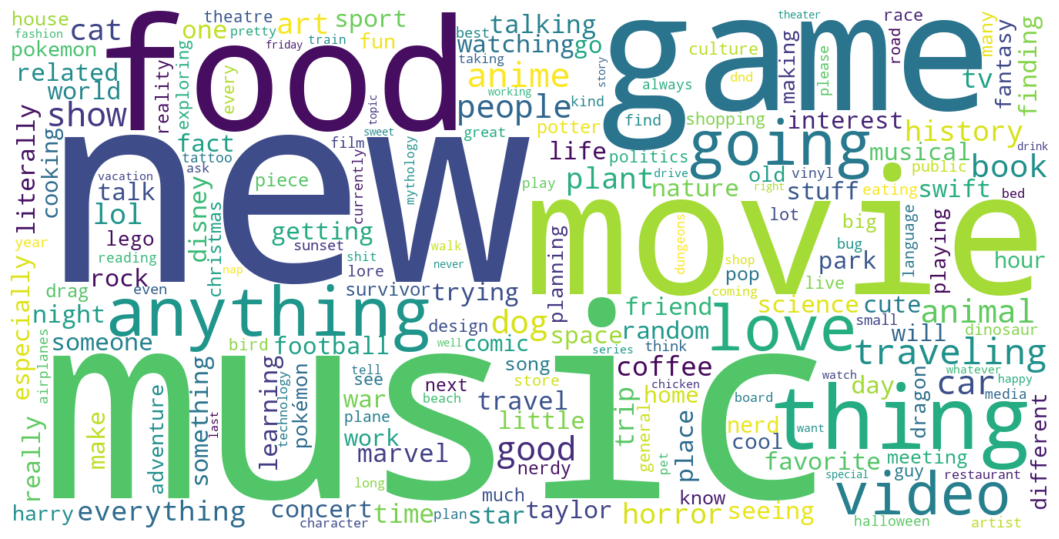 house
theatre
race
theater
fashion
pretty
friday
train
best
one
art
sport
talking
cat
food
game
many
road
pokemon
fun
watching
go
taking
culture
making
please
fantasy
tv
finding
related
reality
exploring
every
anime
working
story
dnd
always
world
show
people
kind
potter
find
shopping
interest
history
drink
literally
cooking
fact
tattoo
ask
topic
sweet
great
film
currently
mythology
life
politics
going
musical
public
book
new
vacation
talk
piece
play
plant
drive
old
vinyl
right
stuff
eating
bed
lol
disney
christmas
nature
lot
swift
lego
getting
sunset
movie
big
language
playing
year
reading
rock
shit
lore
walk
never
nap
planning
dungeons
shop
pop
bug
park
hour
especially
drag
even
survivor
trying
coming
live
night
anything
design
dog
friend
science
cute
animal
someone
bird
football
well
comic
space
random
love
small
will
dinosaur
airplanes
song
series
think
traveling
really
make
adventure
something
last
learning
technology
tell
see
war
beach
plane
next
store
coffee
chicken
watch
whatever
happy
car
media
pokémon
travel
little
trip
home
day
dragon
want
board
thing
different
music
work
marvel
good
nerdy
general
pet
place
nerd
cool
favorite
meeting
guy
restaurant
special
long
much
know
video
harry
everything
concert
character
time
plan
star
taylor
horror
seeing
halloween
artist